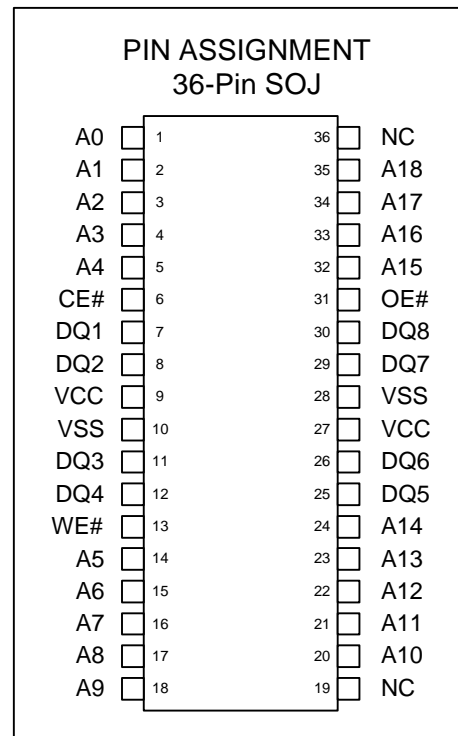 PIN ASSIGNMENT
36-Pin SOJ
A0 1 36 NC
A1 2 35 A18
A2 3 34 A17
A3 4 33 A16
A4 5 32 A15
CE# 6 31 OE#
DQ1 7 30 DQ8
DQ2 8 29 DQ7
VCC 9 28 VSS
VSS 10 27 VCC
DQ3 11 26 DQ6
DQ4 12 25 DQ5
WE# 13 24 A14
A5 14 23 A13
A6 15 22 A12
A7 16 21 A11
A8 17 20 A10
A9 18 19 NC